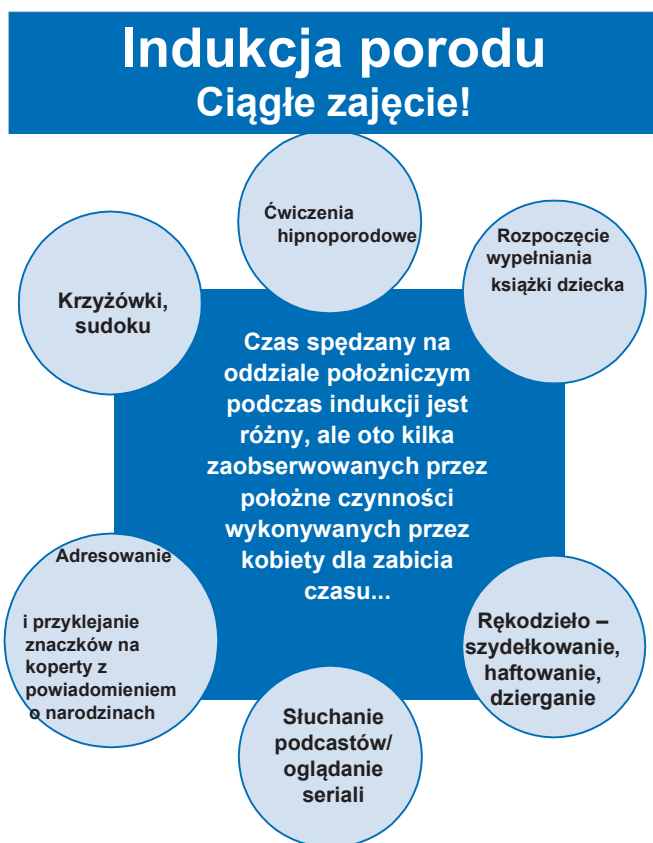 Indukcja porodu
Ciągłe zajęcie!
Ćwiczenia
hipnoporodowe
Rozpoczęcie
wypełniania
książki dziecka
Krzyżówki,
sudoku
Czas spędzany na
oddziale położniczym
podczas indukcji jest
różny, ale oto kilka
zaobserwowanych przez
położne czynności
wykonywanych przez
kobiety dla zabicia
czasu...
Adresowanie
i przyklejanie
znaczków na
koperty z
powiadomieniem
o narodzinach
Rękodzieło –
szydełkowanie,
haftowanie,
dzierganie
Słuchanie
podcastów/
oglądanie
seriali